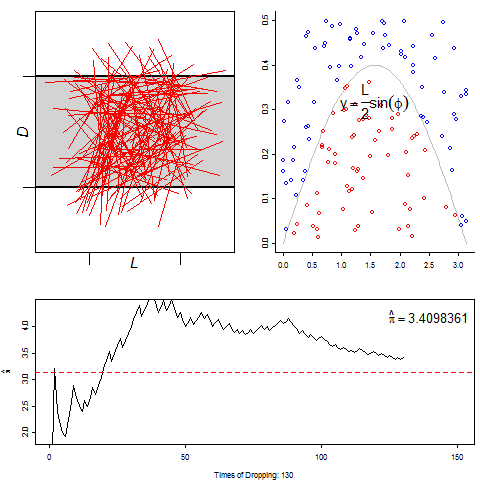 D
L
0.0 0.1 0.2 0.3 0.4 0.5
y = L/2 sin(ϕ)
0.0 0.5 1.0 1.5 2.0 2.5 3.0
π̂ = 3.4098361
π̂
2.0 2.5 3.0 3.5 4.0
0 50 100 150
Times of Dropping: 130